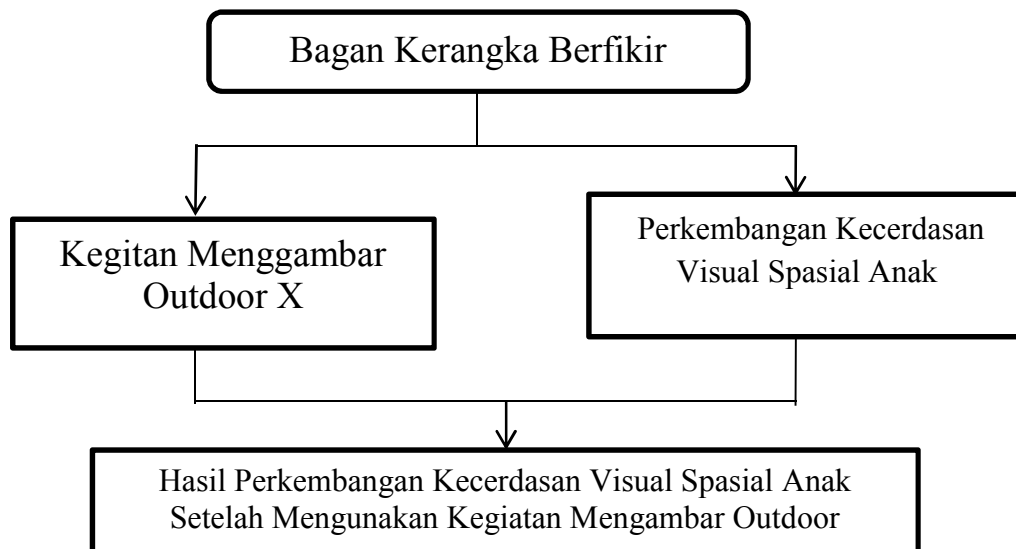 Bagan Kerangka Berfikir
Kegitan Menggambar
Outdoor X
Perkembangan Kecerdasan
Visual Spasial Anak
Hasil Perkembangan Kecerdasan Visual Spasial Anak
Setelah Mengunakan Kegiatan Mengambar Outdoor